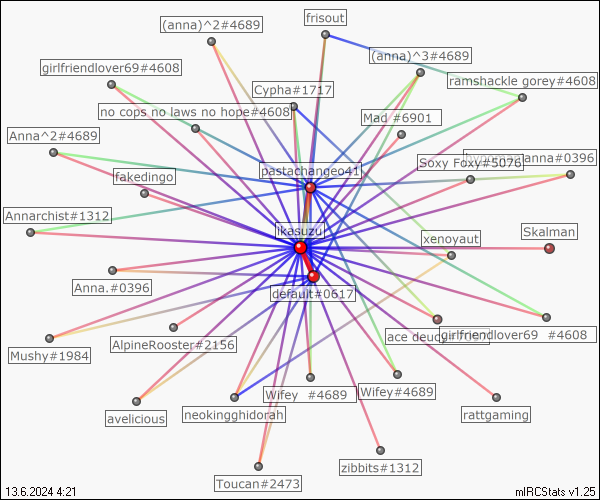 (anna)^2#4689
frisout
(anna)^3#4689
girlfriendlover69#4608
ramshackle gorey#4608
Cypha#1717
no cops no laws no hope#4608
Mad #6901
Anna^2#4689
pastachangeo41
Soxy Foxy#5076
anna#0396
fakedingo
Annarchist#1312
ikasuzu
xenoyaut
Skalman
Anna.#0396
default#0617
ace deucy
girlfriendlover69 #4608
Mushy#1984
AlpineRooster#2156
Wifey #4689
Wifey#4689
avelicious
neokingghidorah
rattgaming
Toucan#2473
zibbits#1312
13.6.2024 4:21
mIRCStats v1.25